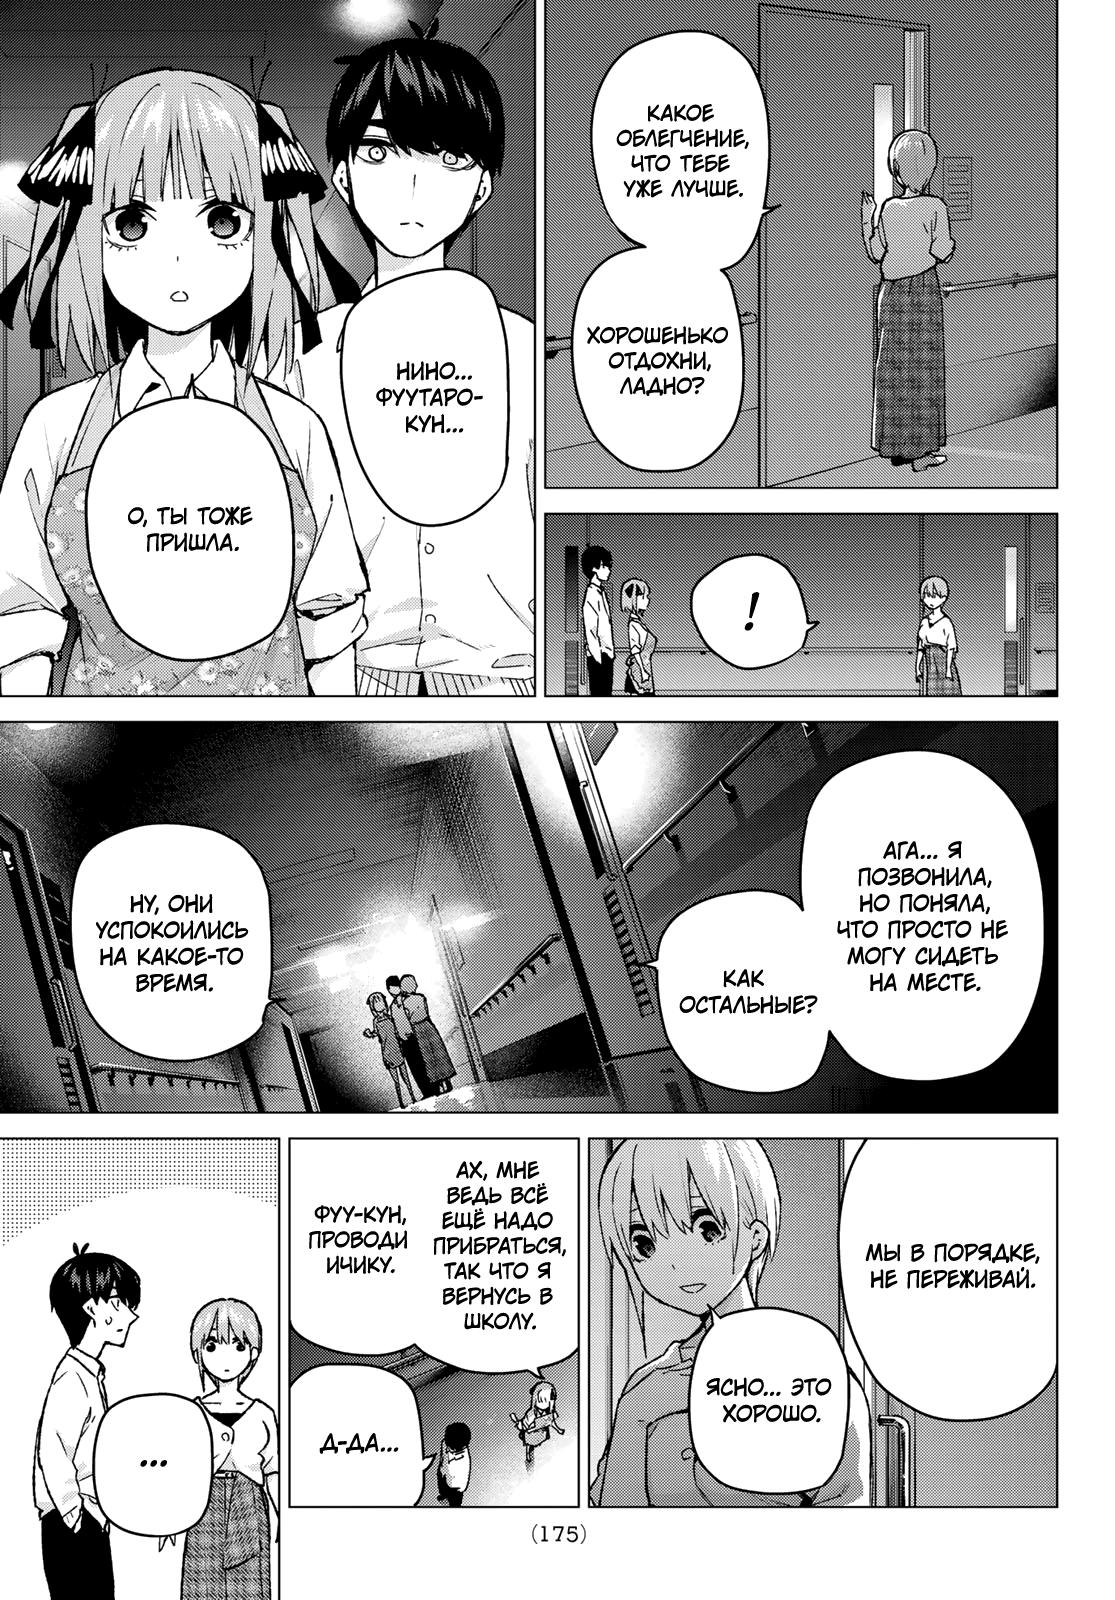 КАКОЕ
ОБЛЕГЧЕНИЕ,
ЧТО ТЕБЕ
УЖЕ ЛУЧШЕ.
ХОРОШЕНЬКО
ОТДОХНИ,
ЛАДНО?
!
НИНО...
ФУУТАРО-
КУН...
О, ТЫ ТОЖЕ
ПРИШЛА.
АГА... Я
ПОЗВОНИЛА,
НО ПОНЯЛА,
ЧТО ПРОСТО НЕ
МОГУ СИДЕТЬ
НА МЕСТЕ.
КАК
ОСТАЛЬНЫЕ?
НУ, ОНИ
УСПОКОИЛИСЬ
НА КАКОЕ-ТО
ВРЕМЯ.
МЫ В ПОРЯДКЕ,
НЕ ПЕРЕЖИВАЙ.
ЯСНО... ЭТО
ХОРОШО.
АХ, МНЕ
ВЕДЬ ВСЁ
ЕЩЁ НАДО
ПРИБРАТЬСЯ,
ТАК ЧТО Я
ВЕРНУСЬ В
ШКОЛУ.
ФУУ-КУН,
ПРОВОДИ
ИЧИКУ.
Д-ДА...
...
(175)